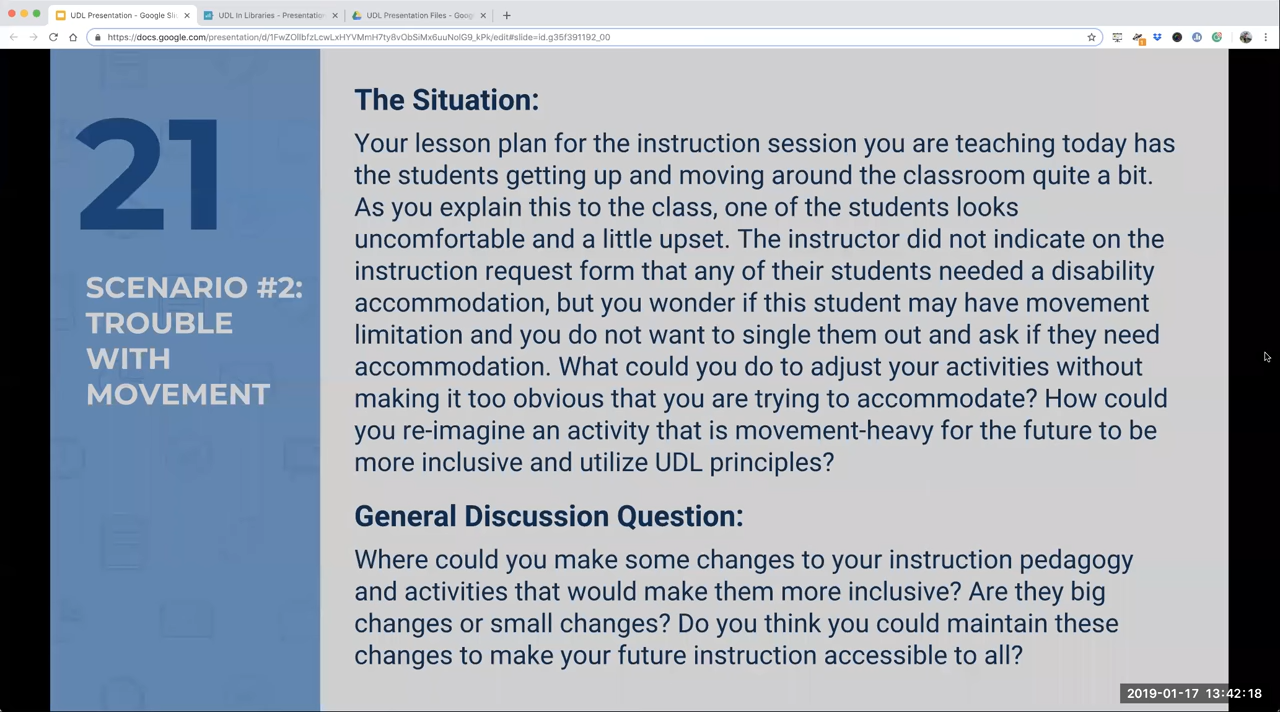 UDL Presentation - Google Sli
UDL In Libraries - Presentation
UDL Presentation Files - Goog
https://docs.google.com/presentation/d/1FwZOlIbfzLcwLxHYVMmH7ty8vObSiMx6uuNoIG9_kPk/edit#slide=id.g35f391192_00
21
SCENARIO #2:
TROUBLE
WITH
MOVEMENT
The Situation:
Your lesson plan for the instruction session you are teaching today has
the students getting up and moving around the classroom quite a bit.
As you explain this to the class, one of the students looks
uncomfortable and a little upset. The instructor did not indicate on the
instruction request form that any of their students needed a disability
accommodation, but you wonder if this student may have movement
limitation and you do not want to single them out and ask if they need
accommodation. What could you do to adjust your activities without
making it too obvious that you are trying to accommodate? How could
you re-imagine an activity that is movement-heavy for the future to be
more inclusive and utilize UDL principles?
General Discussion Question:
Where could you make some changes to your instruction pedagogy
and activities that would make them more inclusive? Are they big
changes or small changes? Do you think you could maintain these
changes to make your future instruction accessible to all?
2019-01-17 13:42:18